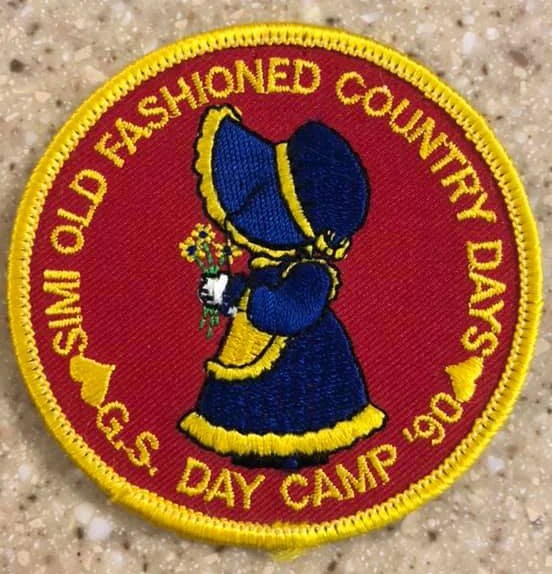 SIMI OLD FASHIONED COUNTRY DAYS
G.S. DAY CAMP '90